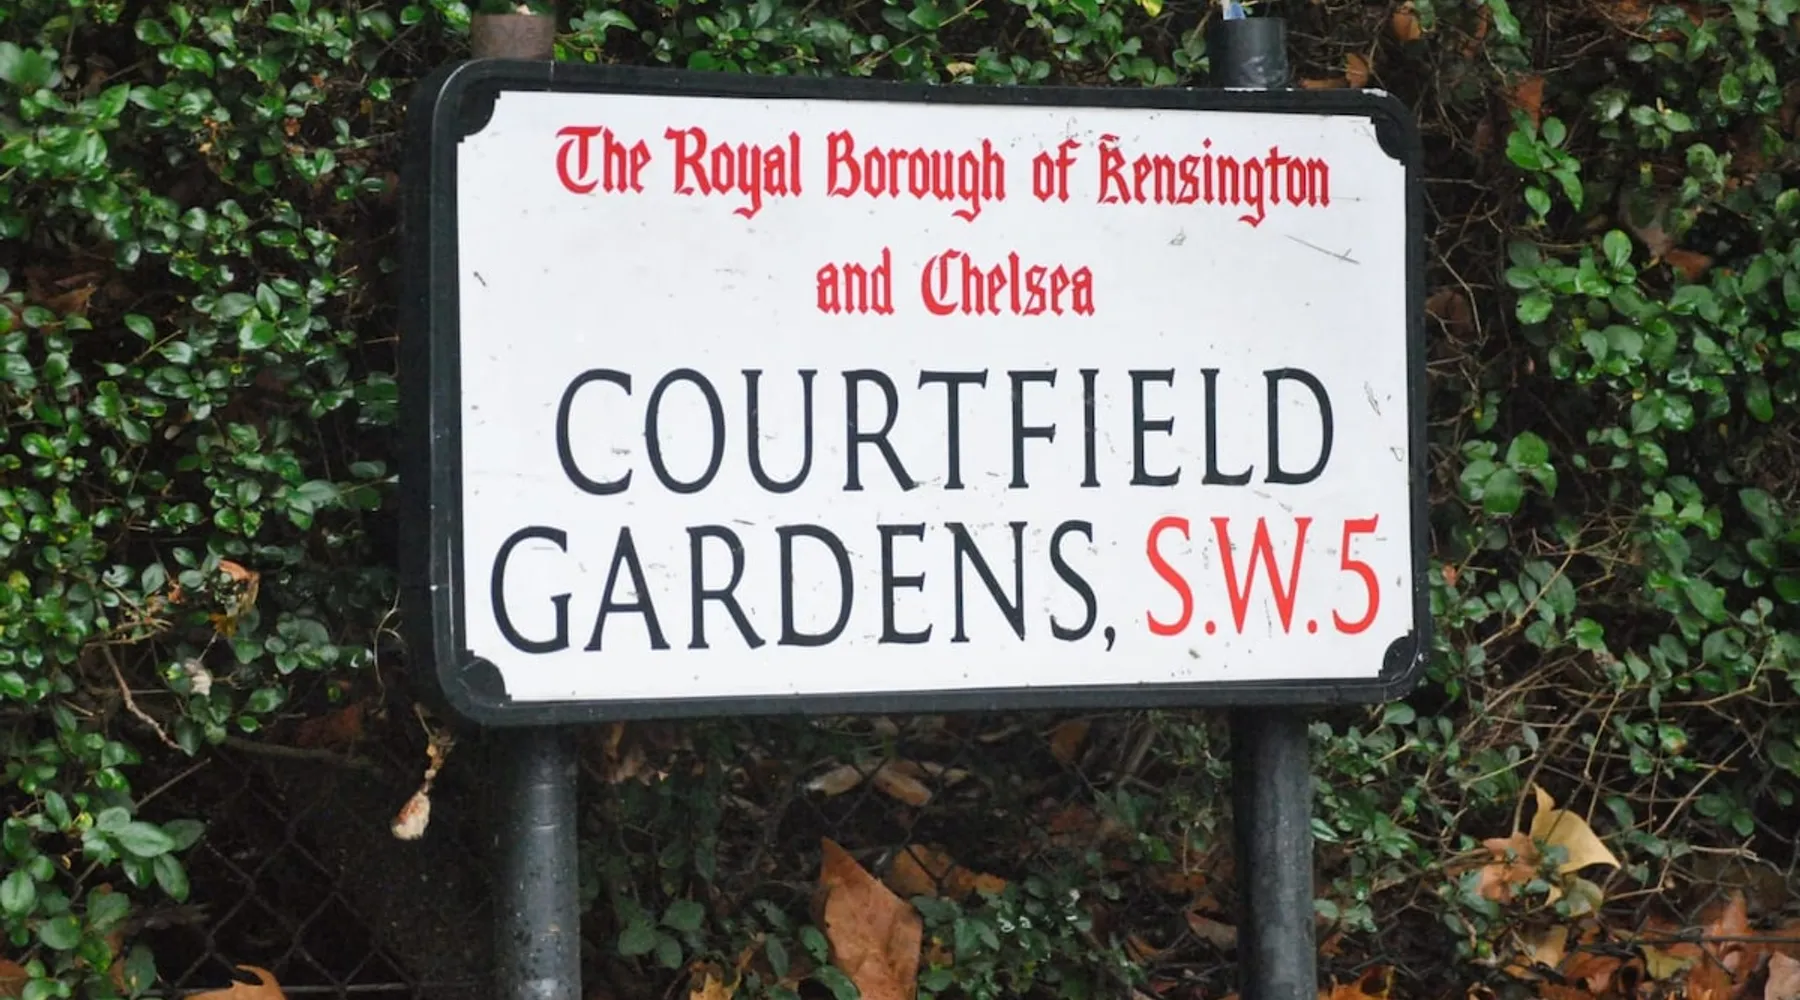 The Royal Borough of Kensington
and Chelsea
COURTFIELD
GARDENS, S.W.5